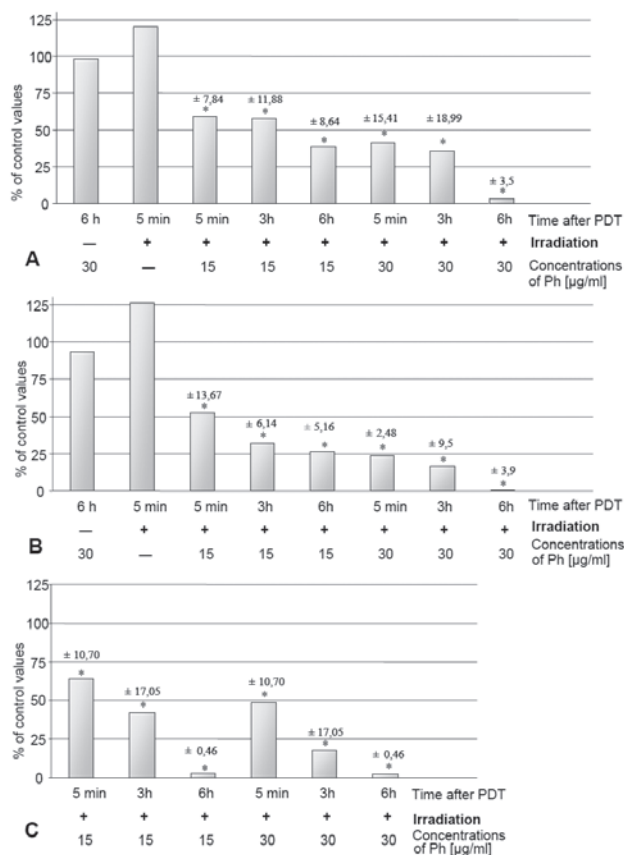 125
100
75
50
25
0
% of control values
± 7,84 ± 11,88 ± 8,64 ± 15,41 ± 18,99 ± 3,5
* * * * * *
6 h 5 min 5 min 3h 6h 5 min 3h 6h Time after PDT
— + + + + + + + Irradiation
A
30 — 15 15 15 30 30 30 Concentrations
of Ph [µg/ml]
125
100
75
50
25
0
% of control values
± 13,67 ± 6,14 ± 5,16 ± 2,48 ± 9,5 ± 3,9
* * * * * *
6 h 5 min 5 min 3h 6h 5 min 3h 6h Time after PDT
— + + + + + + + Irradiation
B
30 — 15 15 15 30 30 30 Concentrations
of Ph [µg/ml]
125
100
75
50
25
0
% of control values
± 10,70 ± 17,05 ± 0,46 ± 10,70 ± 17,05 ± 0,46
* * * * * *
5 min 3h 6h 5 min 3h 6h Time after PDT
+ + + + + + Irradiation
C
15 15 15 30 30 30 Concentrations
of Ph [µg/ml]